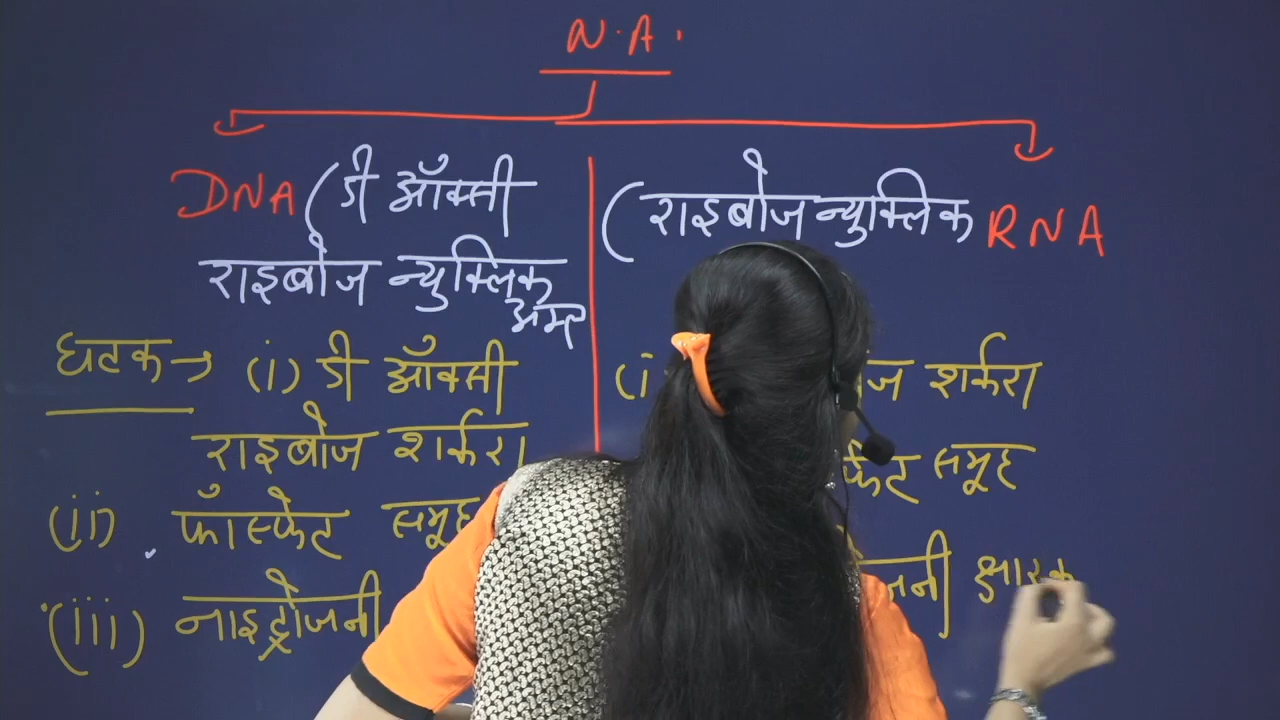 N.A.
DNA (डी ऑक्सी
राइबोज न्युक्लिक
अम्ल
(राइबोज न्युक्लिक RNA
घटक → (i) डी ऑक्सी
राइबोज शर्करा
(ii) फॉस्फेट समूह
(iii) नाइट्रोजनी
(i शर्करा
समूह
क्षारक